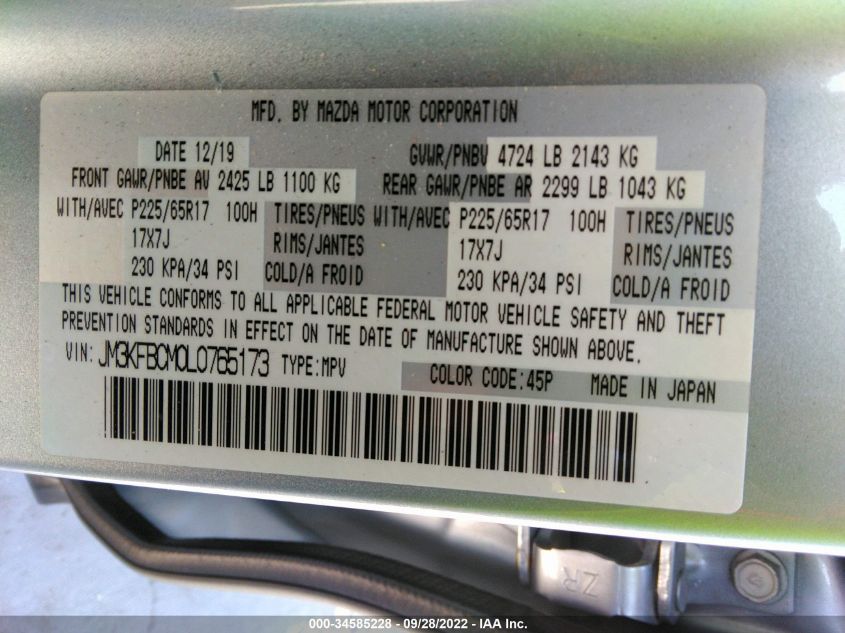 MFD. BY MAZDA MOTOR CORPORATION
DATE 12/19 GVWR/PNBV 4724 LB 2143 KG
FRONT GAWR/PNBE AV 2425 LB 1100 KG REAR GAWR/PNBE AR 2299 LB 1043 KG
WITH/AVEC P225/65R17 100H TIRES/PNEUS WITH/AVEC P225/65R17 100H TIRES/PNEUS
17X7J RIMS/JANTES 17X7J RIMS/JANTES
230 KPA/34 PSI COLD/A FROID 230 KPA/34 PSI COLD/A FROID
THIS VEHICLE CONFORMS TO ALL APPLICABLE FEDERAL MOTOR VEHICLE SAFETY AND THEFT
PREVENTION STANDARDS IN EFFECT ON THE DATE OF MANUFACTURE SHOWN ABOVE.
VIN: JM3KFBCM0L0765173 TYPE:MPV COLOR CODE:45P MADE IN JAPAN
ZR
000-34585228 - 09/28/2022 - IAA Inc.